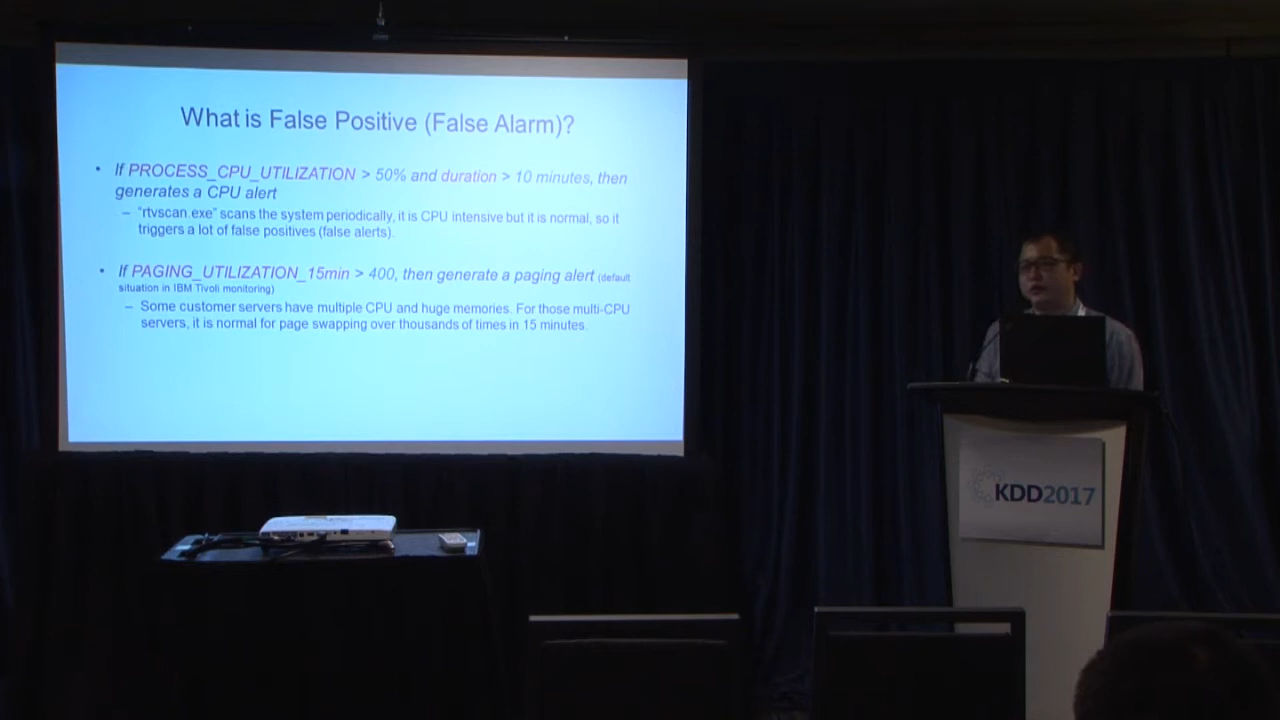 What is False Positive (False Alarm)?
• If PROCESS_CPU_UTILIZATION > 50% and duration > 10 minutes, then
generates a CPU alert
– "rtvscan.exe" scans the system periodically, it is CPU intensive but it is normal, so it
triggers a lot of false positives (false alerts).
• If PAGING_UTILIZATION_15min > 400, then generate a paging alert (default
situation in IBM Tivoli monitoring)
– Some customer servers have multiple CPU and huge memories. For those multi-CPU
servers, it is normal for page swapping over thousands of times in 15 minutes.
KDD2017